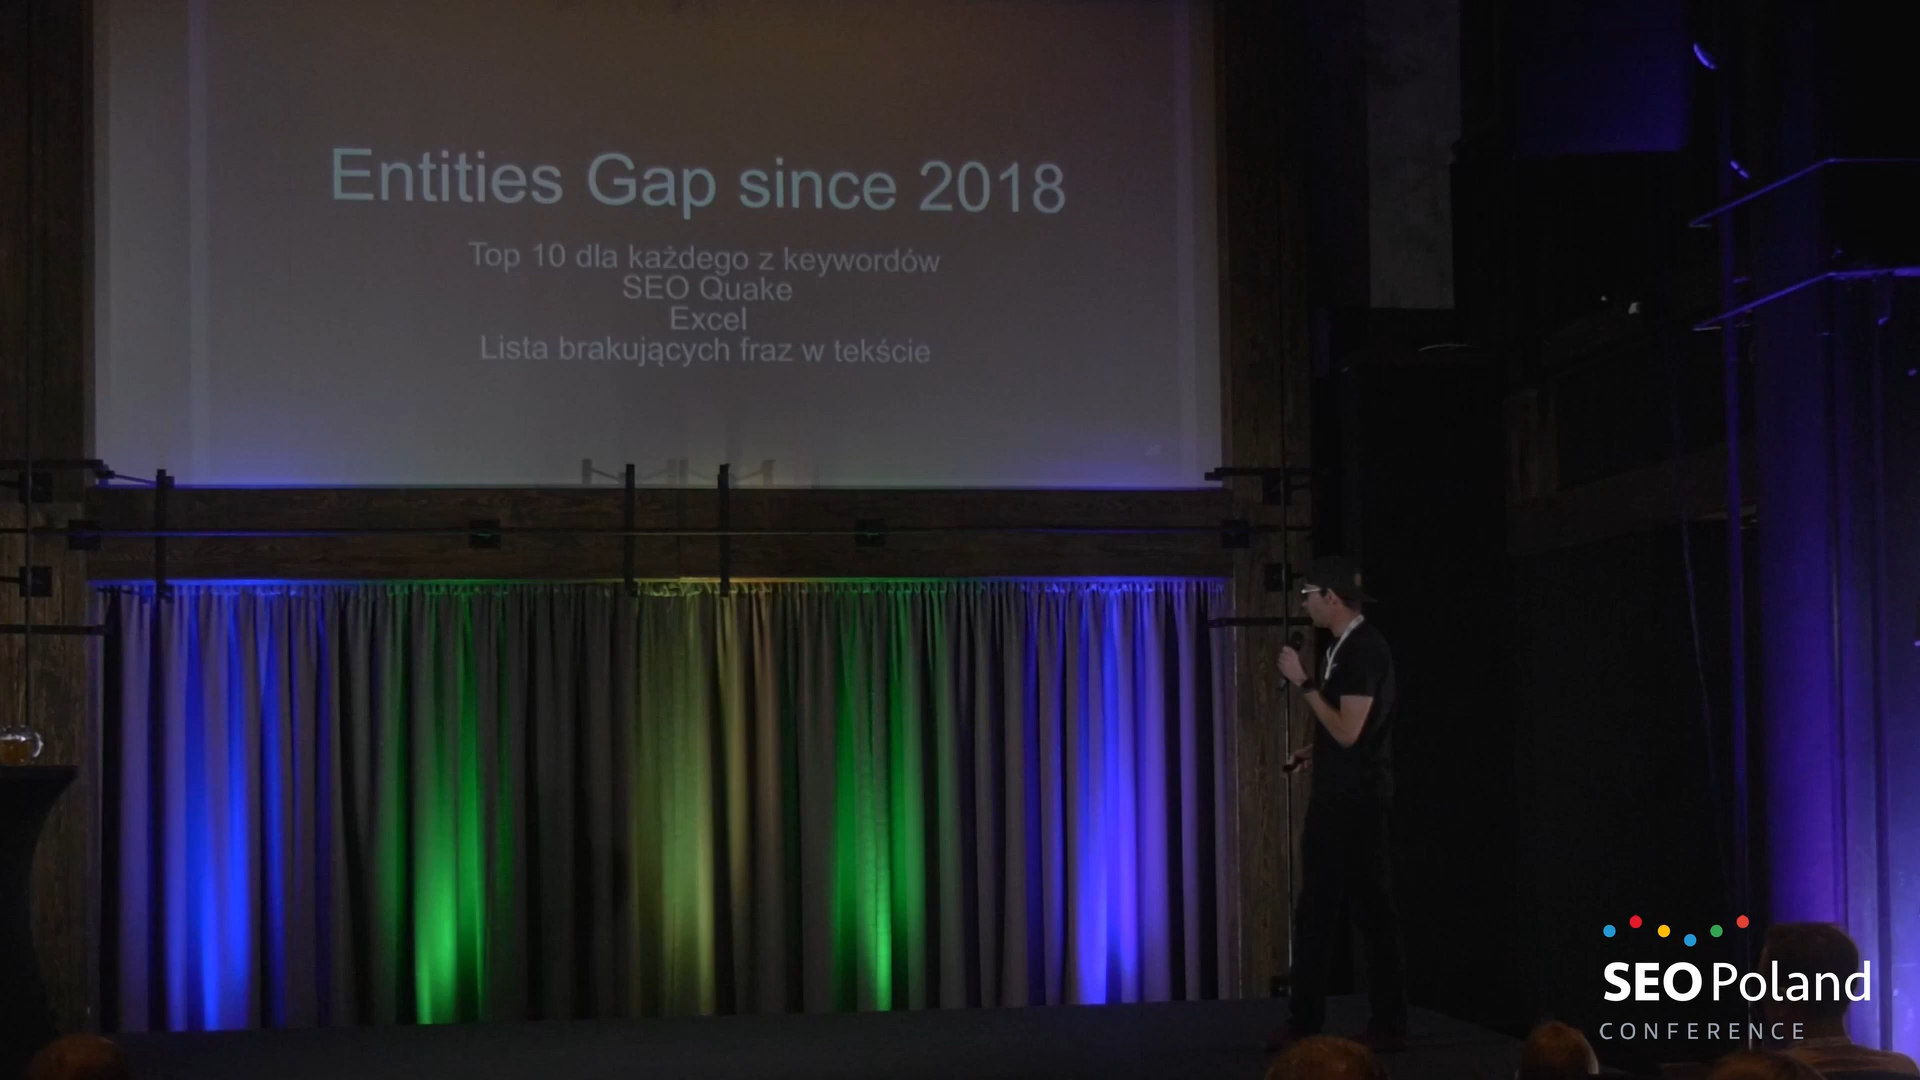 Entities Gap since 2018
Top 10 dla każdego z keywordów
SEO Quake
Excel
Lista brakujących fraz w tekście
SEO Poland
CONFERENCE